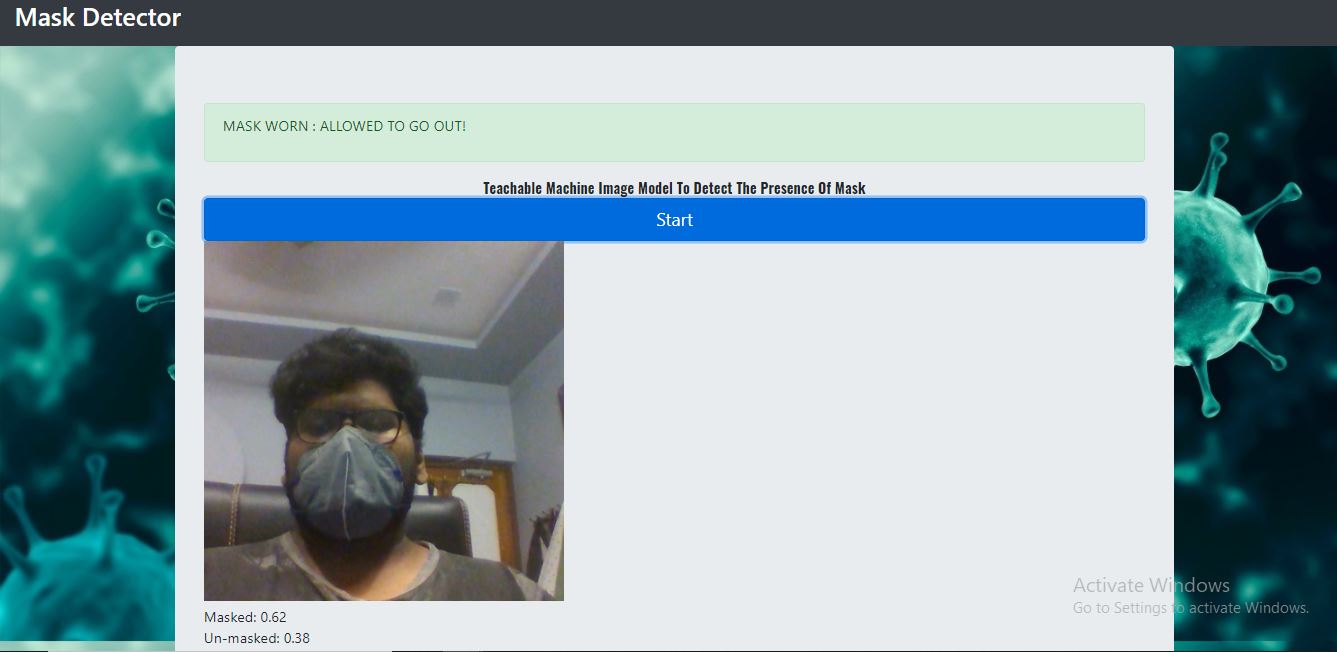 Mask Detector
MASK WORN : ALLOWED TO GO OUT!
Teachable Machine Image Model To Detect The Presence Of Mask
Start
Masked: 0.62
Un-masked: 0.38
Activate Windows
Go to Settings to activate Windows.